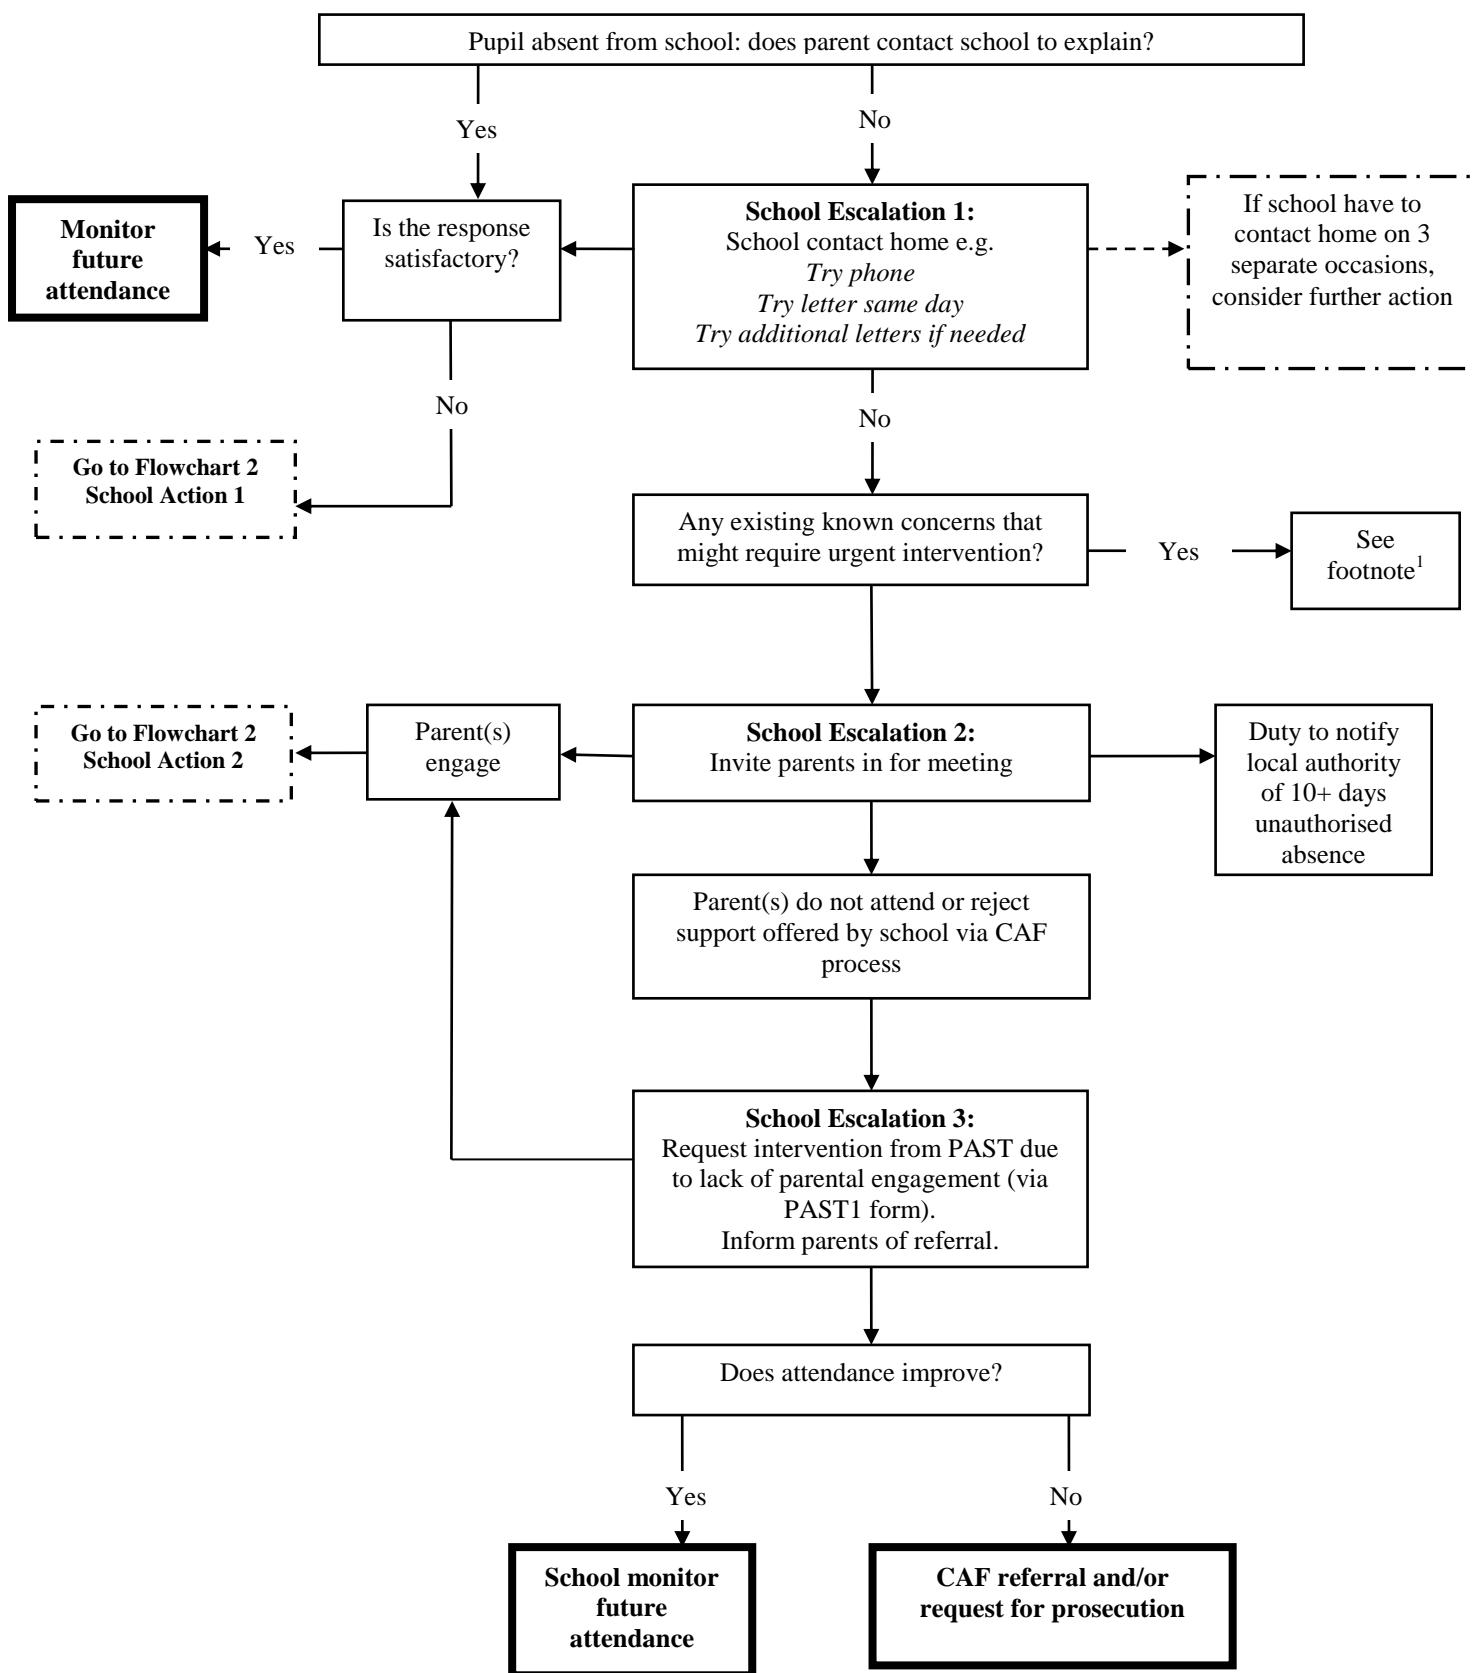 Pupil absent from school: does parent contact school to explain?
Yes
No
Monitor
future
attendance
Yes
Is the response
satisfactory?
School Escalation 1:
School contact home e.g.
Try phone
Try letter same day
Try additional letters if needed
If school have to
contact home on 3
separate occasions,
consider further action
No
No
Go to Flowchart 2
School Action 1
Any existing known concerns that
might require urgent intervention?
Yes
See
footnote1
Go to Flowchart 2
School Action 2
Parent(s)
engage
School Escalation 2:
Invite parents in for meeting
Duty to notify
local authority
of 10+ days
unauthorised
absence
Parent(s) do not attend or reject
support offered by school via CAF
process
School Escalation 3:
Request intervention from PAST due
to lack of parental engagement (via
PAST1 form).
Inform parents of referral.
Does attendance improve?
Yes
No
School monitor
future
attendance
CAF referral and/or
request for prosecution